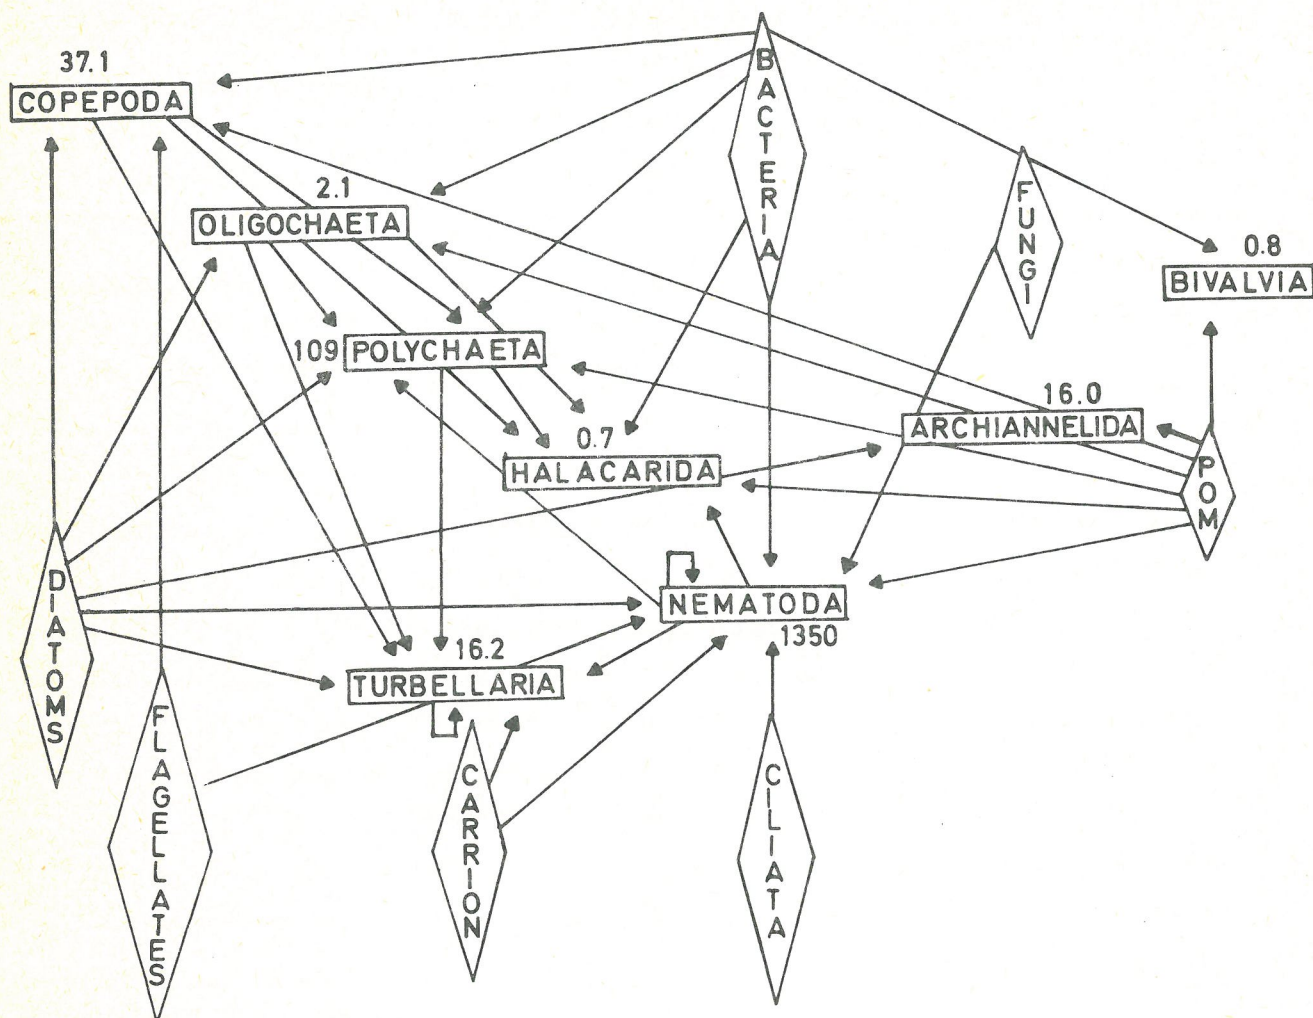 37.1
COPEPODA
BACTERIA
2.1
OLIGOCHAETA
FUNGI
0.8
BIVALVIA
109
POLYCHAETA
16.0
ARCHIANNELIDA
0.7
HALACARIDA
POM
DIATOMS
NEMATODA
1350
16.2
TURBELLARIA
FLAGELLATES
CARRION
CILIATA